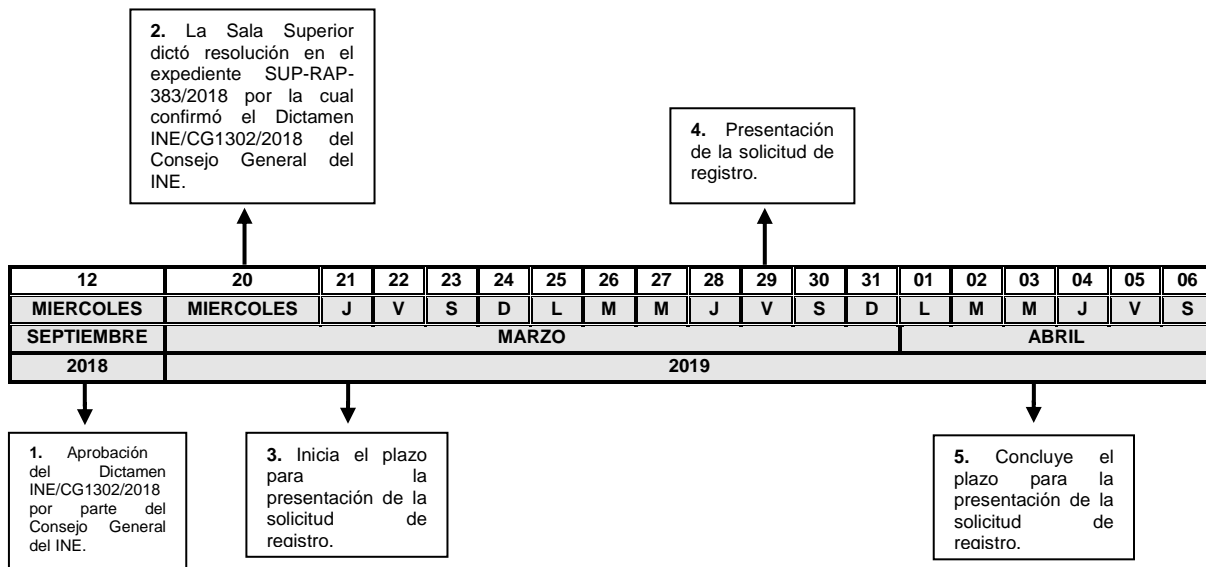 2. La Sala Superior
dictó resolución en el
expediente SUP-RAP-
383/2018 por la cual
confirmó el Dictamen
INE/CG1302/2018 del
Consejo General del
INE.
4. Presentación
de la solicitud de
registro.
12 20 21 22 23 24 25 26 27 28 29 30 31 01 02 03 04 05 06
MIERCOLES MIERCOLES J V S D L M M J V S D L M M J V S
SEPTIEMBRE MARZO ABRIL
2018 2019
1. Aprobación
del Dictamen
INE/CG1302/2018
por parte del
Consejo General
del INE.
3. Inicia el plazo
para la
presentación de la
solicitud de
registro.
5. Concluye el
plazo para la
presentación de la
solicitud de
registro.